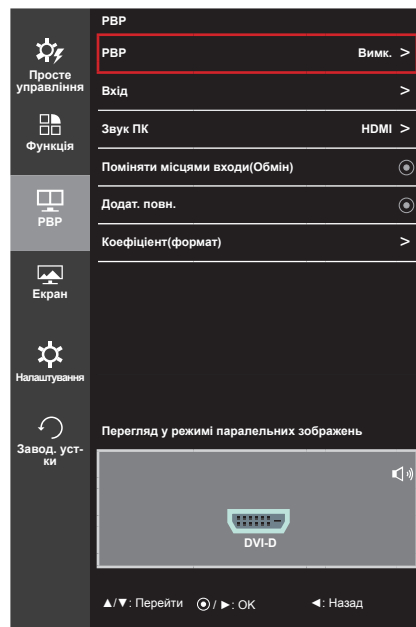 PBP
Просте
управління
Функція
PBP
Екран
Налаштування
Завод. уст-
ки
PBP Вимк. >
Вхід >
Звук ПК HDMI >
Поміняти місцями входи(Обмін)
Додат. повн.
Коефіцієнт(формат) >
Перегляд у режимі паралельних зображень
DVI-D
▲/▼: Перейти ◉ / ►: OK ◄: Назад